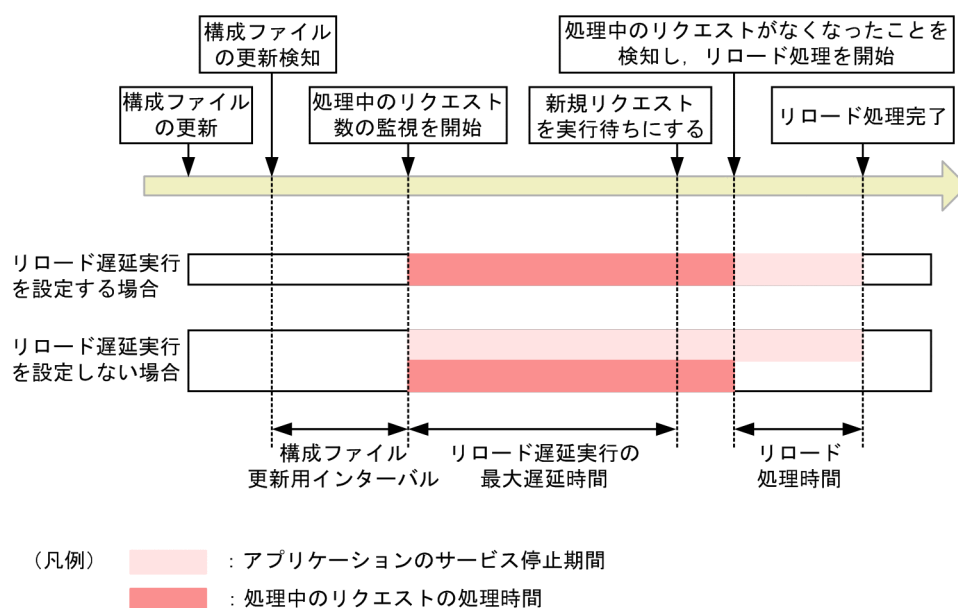 構成ファイル
の更新検知
処理中のリクエストがなくなったことを
検知し，リロード処理を開始
構成ファイル
の更新
処理中のリクエスト
数の監視を開始
新規リクエスト
を実行待ちにする
リロード処理完了
リロード遅延実行
を設定する場合
リロード遅延実行
を設定しない場合
構成ファイル
更新用インターバル
リロード遅延実行の
最大遅延時間
リロード
処理時間
（凡例）
：アプリケーションのサービス停止期間
：処理中のリクエストの処理時間